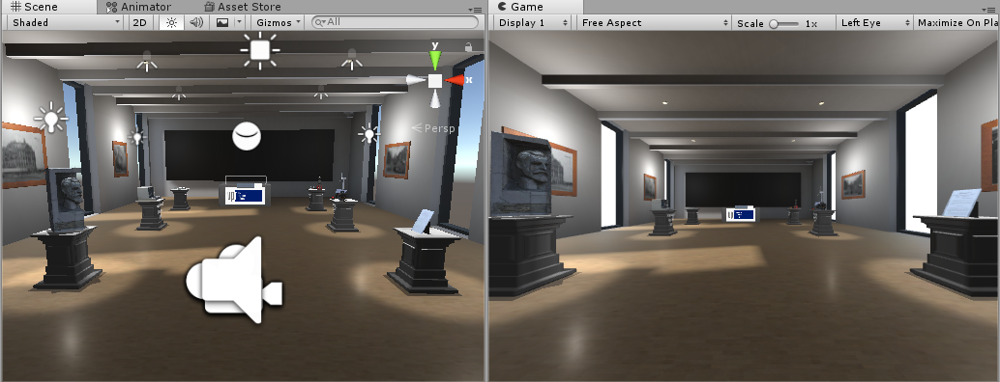 Scene
Animator
Asset Store
Shaded
2D
Gizmos
All
y
x
Persp
Game
Display 1
Free Aspect
Scale
1x
Left Eye
Maximize On Pla